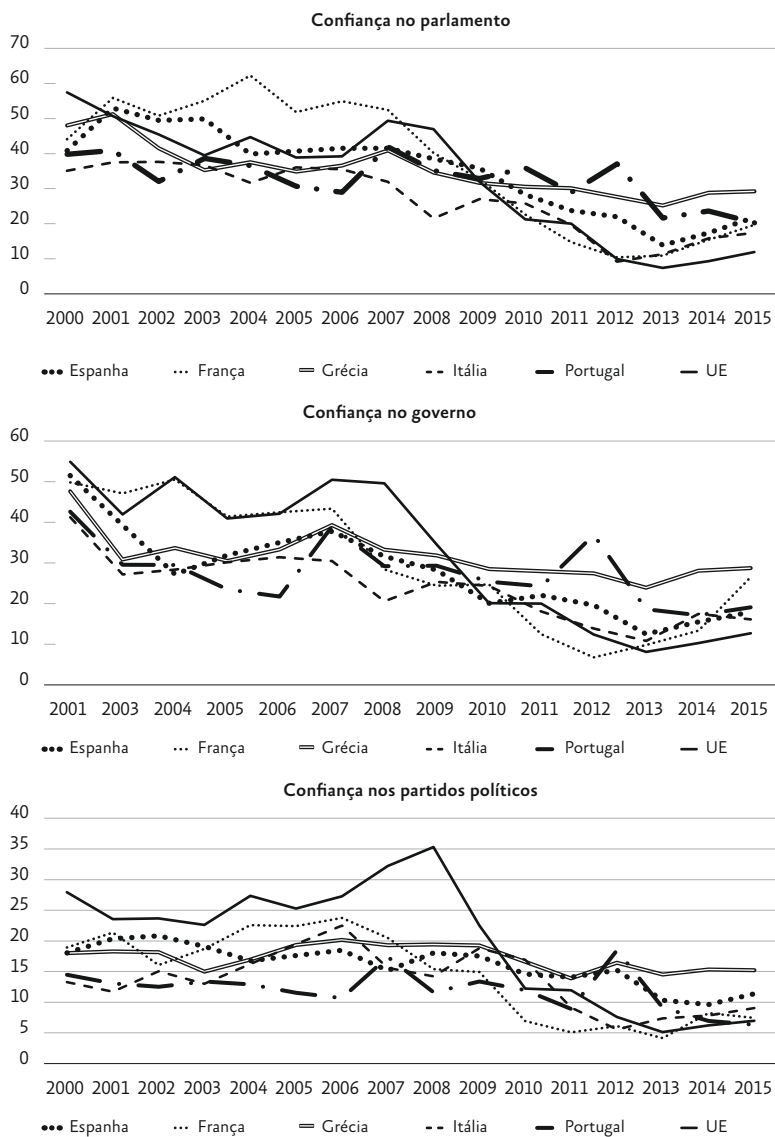 Confiança no parlamento
70
60
50
40
30
20
10
0
2000 2001 2002 2003 2004 2005 2006 2007 2008 2009 2010 2011 2012 2013 2014 2015
Espanha França Grécia Itália Portugal UE
Confiança no governo
60
50
40
30
20
10
0
2001 2003 2004 2005 2006 2007 2008 2009 2010 2011 2012 2013 2014 2015
Espanha França Grécia Itália Portugal UE
Confiança nos partidos políticos
40
35
30
25
20
15
10
5
0
2000 2001 2002 2003 2004 2005 2006 2007 2008 2009 2010 2011 2012 2013 2014 2015
Espanha França Grécia Itália Portugal UE